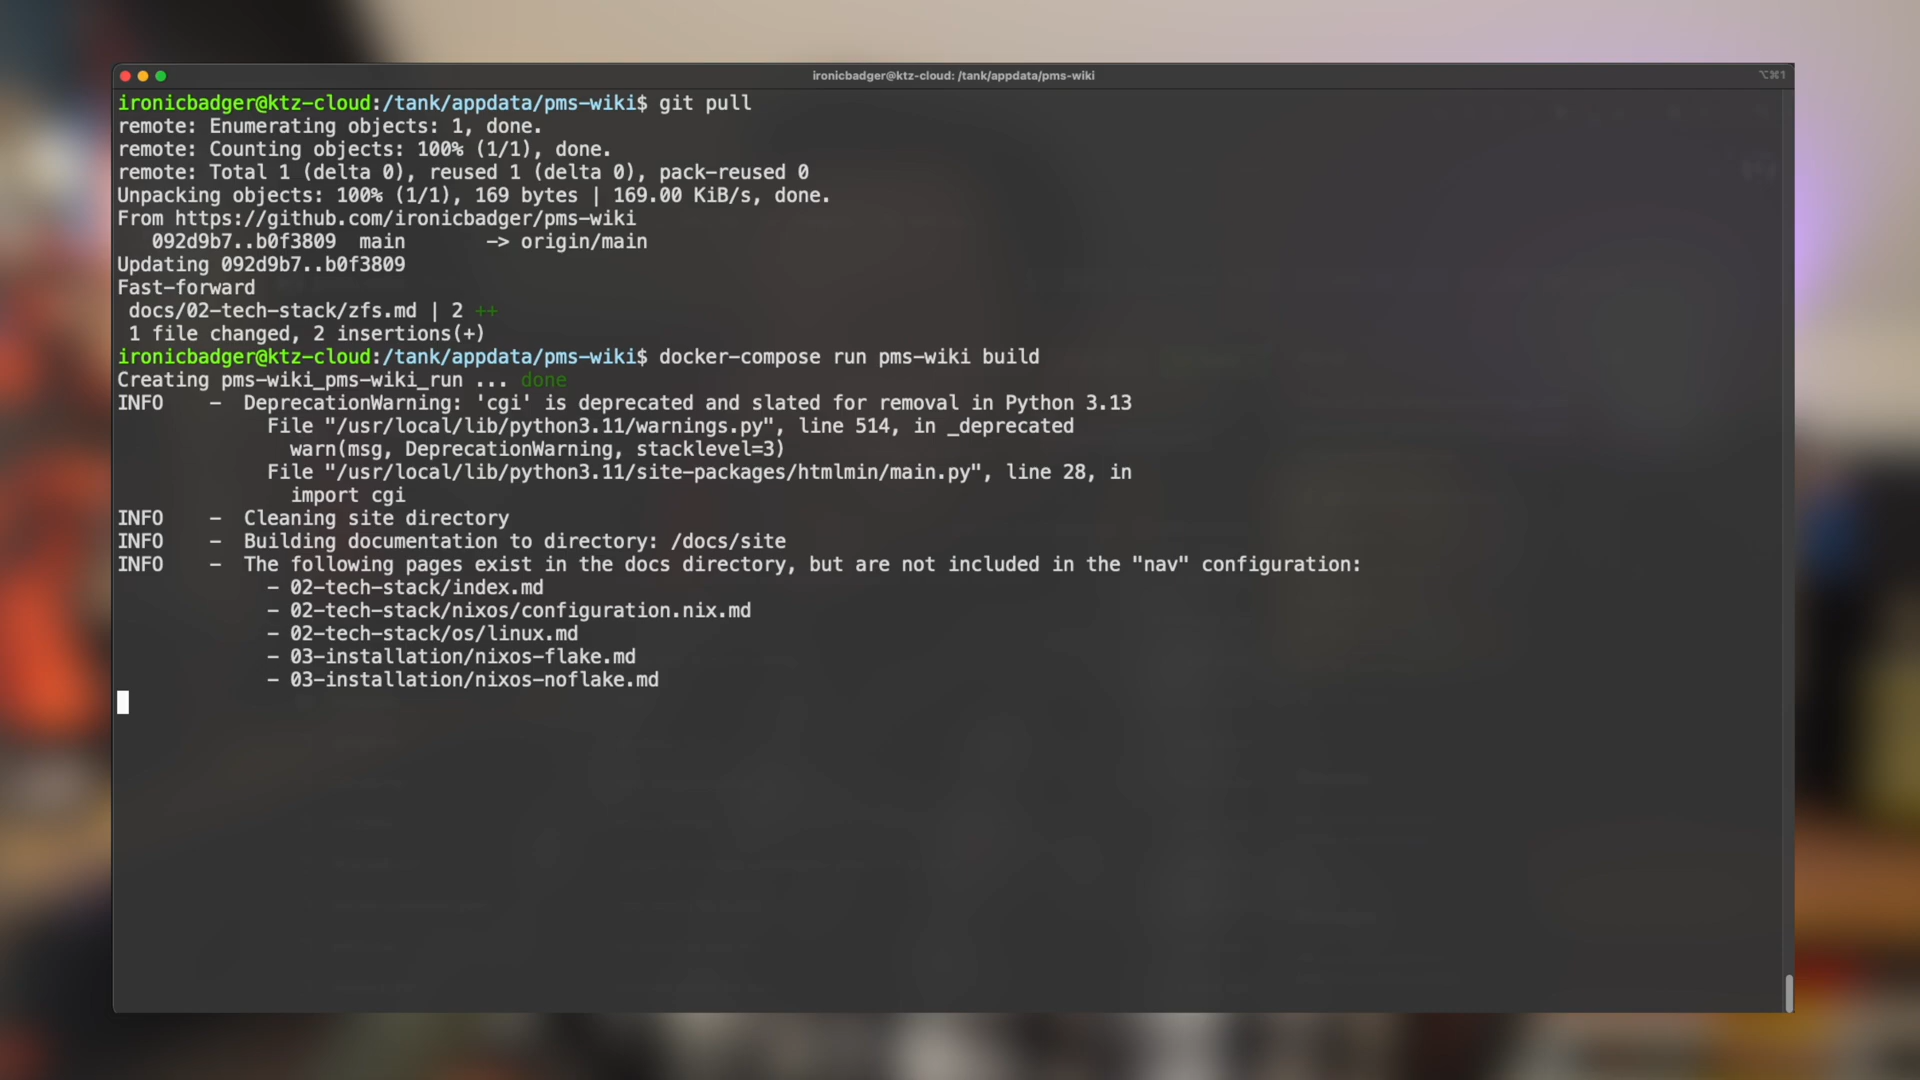 ironicbadger@ktz-cloud: /tank/appdata/pms-wiki
⌥⌘1
ironicbadger@ktz-cloud:/tank/appdata/pms-wiki$ git pull
remote: Enumerating objects: 1, done.
remote: Counting objects: 100% (1/1), done.
remote: Total 1 (delta 0), reused 1 (delta 0), pack-reused 0
Unpacking objects: 100% (1/1), 169 bytes | 169.00 KiB/s, done.
From https://github.com/ironicbadger/pms-wiki
   092d9b7..b0f3809  main       -> origin/main
Updating 092d9b7..b0f3809
Fast-forward
 docs/02-tech-stack/zfs.md | 2 ++
 1 file changed, 2 insertions(+)
ironicbadger@ktz-cloud:/tank/appdata/pms-wiki$ docker-compose run pms-wiki build
Creating pms-wiki_pms-wiki_run ... done
INFO    -  DeprecationWarning: 'cgi' is deprecated and slated for removal in Python 3.13
             File "/usr/local/lib/python3.11/warnings.py", line 514, in _deprecated
               warn(msg, DeprecationWarning, stacklevel=3)
             File "/usr/local/lib/python3.11/site-packages/htmlmin/main.py", line 28, in
               import cgi
INFO    -  Cleaning site directory
INFO    -  Building documentation to directory: /docs/site
INFO    -  The following pages exist in the docs directory, but are not included in the "nav" configuration:
             - 02-tech-stack/index.md
             - 02-tech-stack/nixos/configuration.nix.md
             - 02-tech-stack/os/linux.md
             - 03-installation/nixos-flake.md
             - 03-installation/nixos-noflake.md